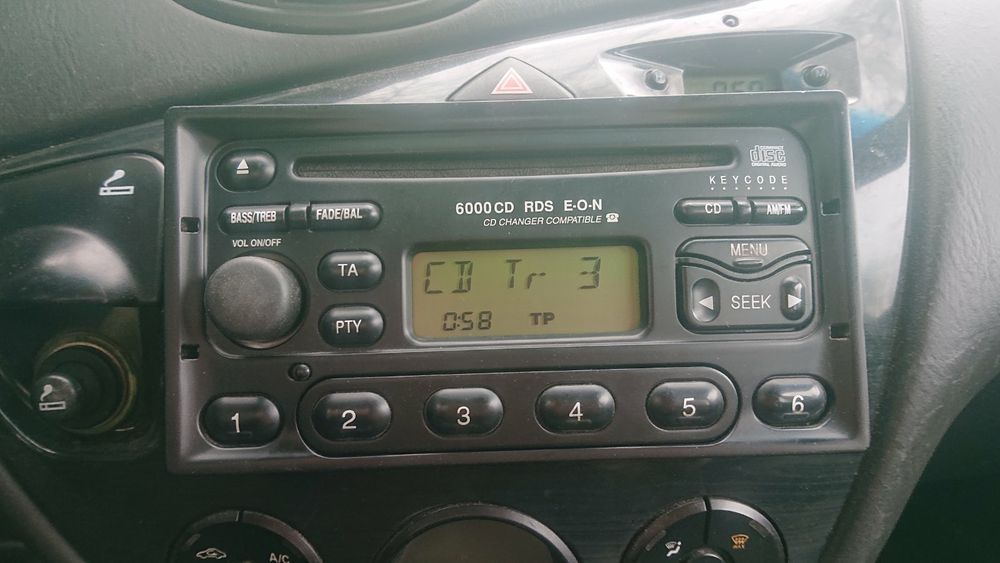 COMPACT
disc
DIGITAL AUDIO
KEYCODE
6000CD RDS E·O·N
CD CHANGER COMPATIBLE
BASS/TREB FADE/BAL
CD AM/FM
VOL ON/OFF
MENU
TA
CD Tr 3
SEEK
PTY
0:58 TP
1 2 3 4 5 6
A/C
MAX